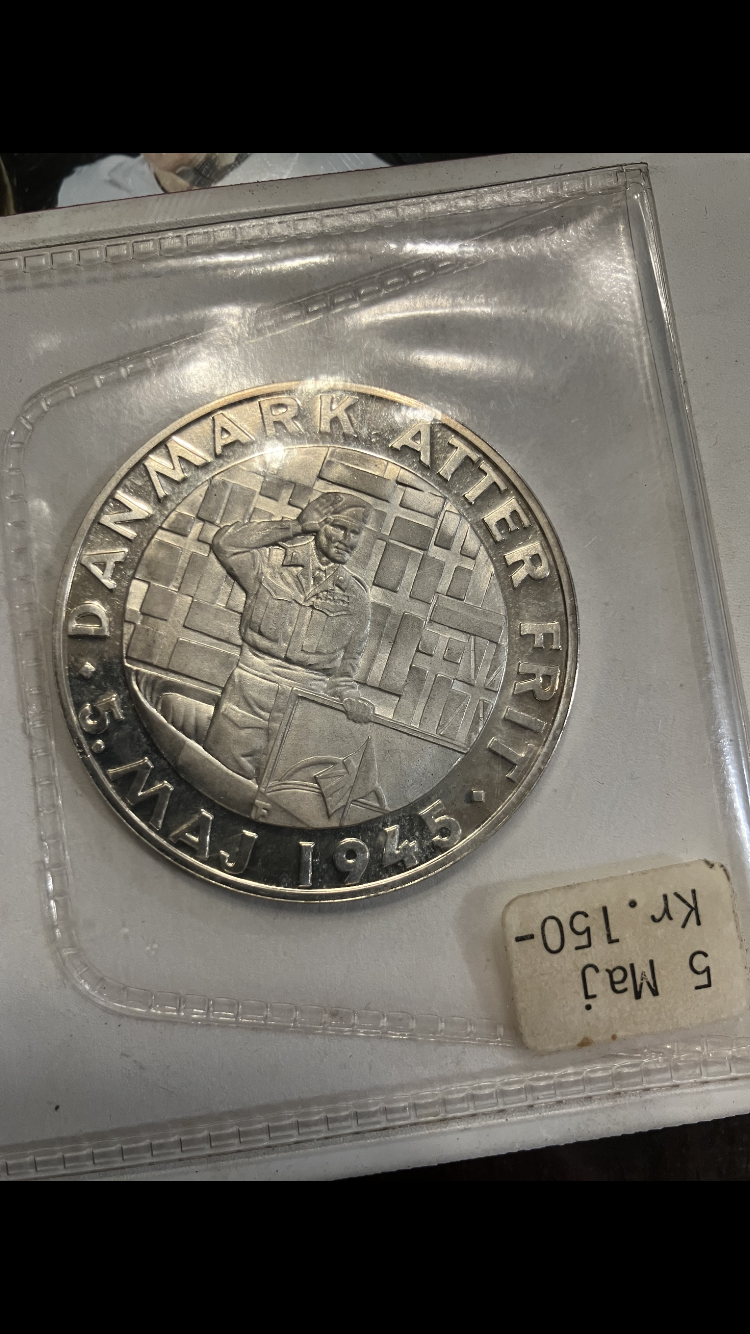 DANMARK ATTER FRIT
5. MAJ 1945
5 Maj
Kr. 150-